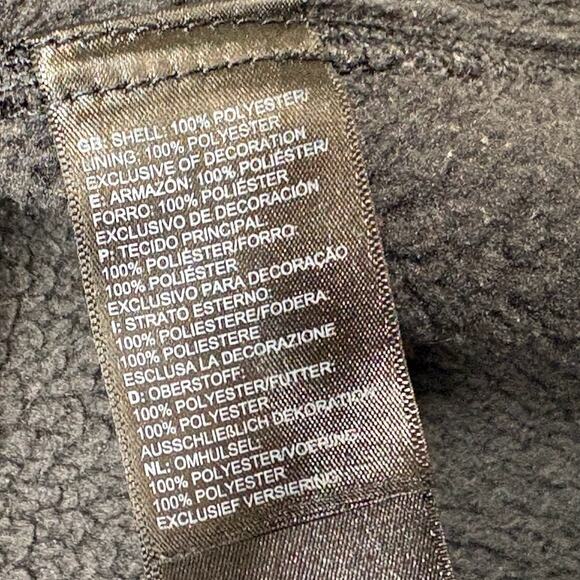 GB: SHELL: 100% POLYESTER/
LINING: 100% POLYESTER
EXCLUSIVE OF DECORATION
E: ARMAZÓN: 100% POLIÉSTER/
FORRO: 100% POLIÉSTER
EXCLUSIVO DE DECORACIÓN
P: TECIDO PRINCIPAL:
100% POLIÉSTER/FORRO:
100% POLIÉSTER
EXCLUSIVO PARA DECORAÇÃO
I: STRATO ESTERNO:
100% POLIESTERE/FODERA:
100% POLIESTERE
ESCLUSA LA DECORAZIONE
D: OBERSTOFF:
100% POLYESTER/FUTTER:
100% POLYESTER
AUSSCHLIEßLICH DEKORATION
NL: OMHULSEL:
100% POLYESTER/VOERING:
100% POLYESTER
EXCLUSIEF VERSIERING